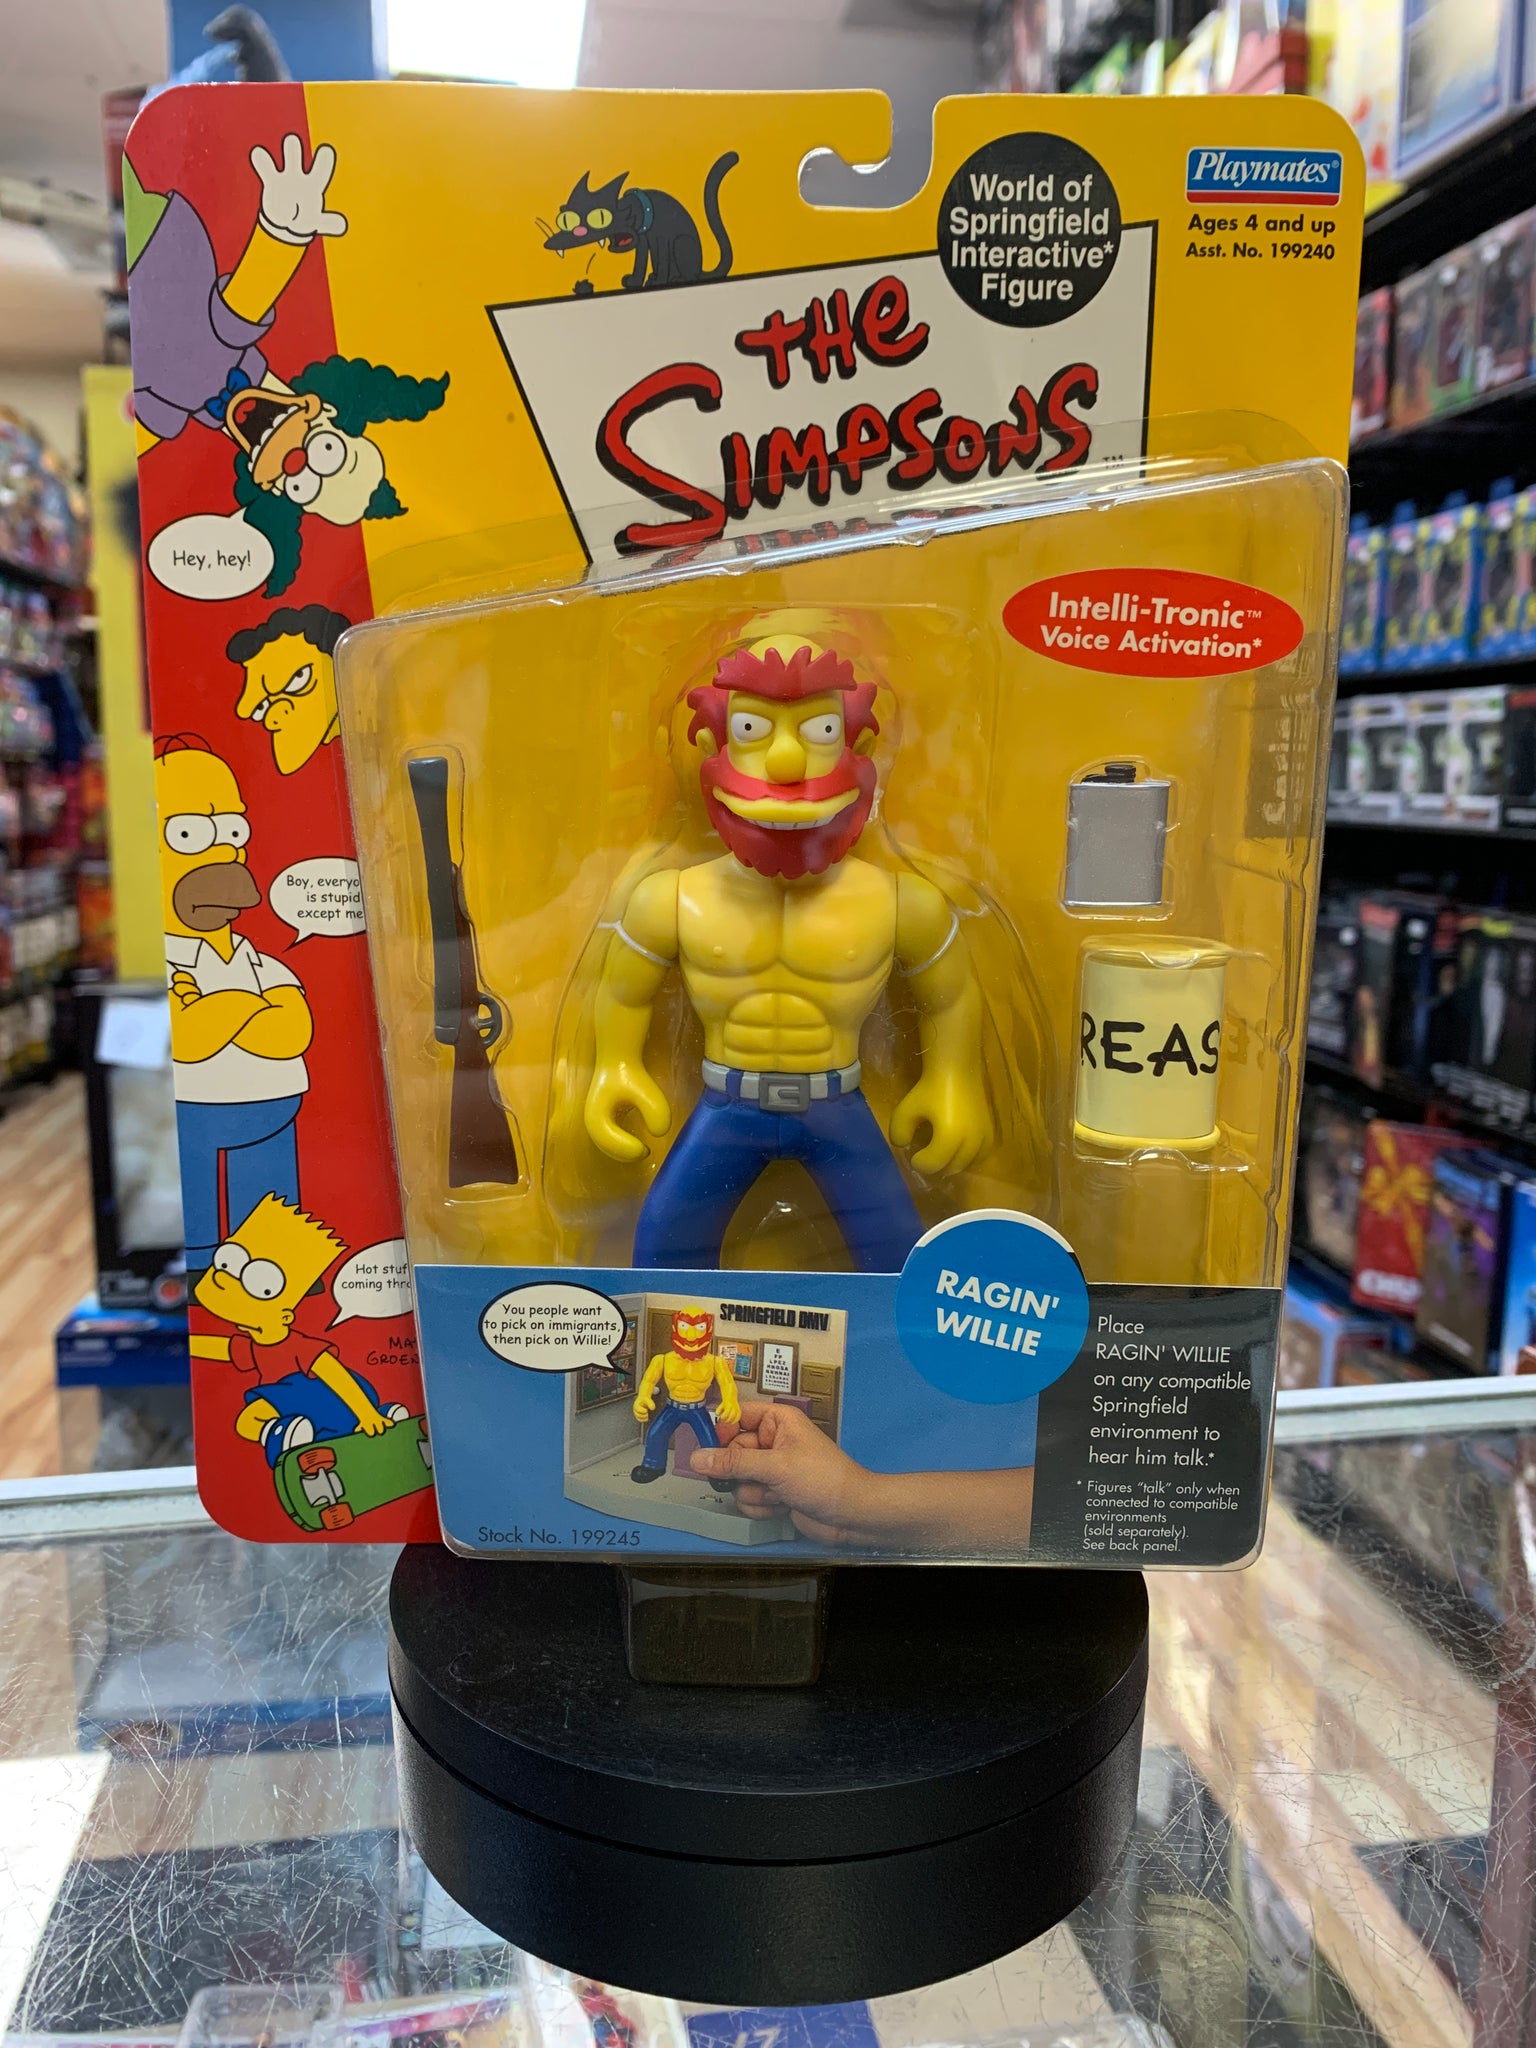 World of
Springfield
Interactive*
Figure
Playmates®
Ages 4 and up
Asst. No. 199240
THE
SIMPSONS
TM
Hey, hey!
Intelli-Tronic™
Voice Activation*
Boy, everyo
is stupid
except me
REAS
Hot stuf
coming thr
MA
GROEN
You people want
to pick on immigrants,
then pick on Willie!
SPRINGFIELD DMV
RAGIN'
WILLIE
Place
RAGIN' WILLIE
on any compatible
Springfield
environment to
hear him talk.*
* Figures "talk" only when
connected to compatible
environments
(sold separately).
See back panel.
Stock No. 199245